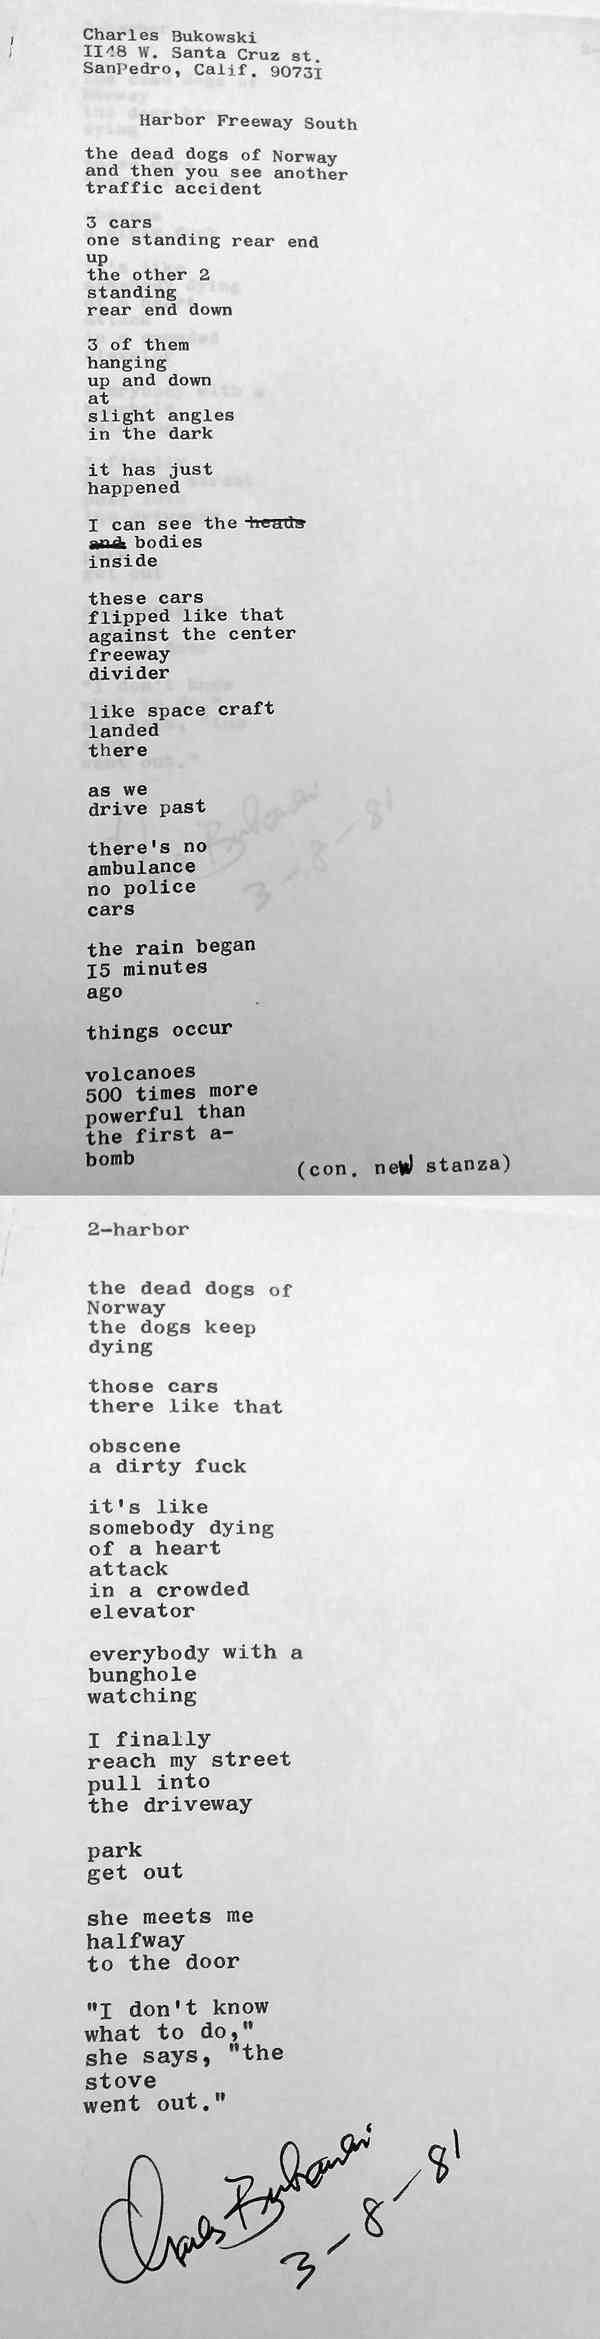 Charles Bukowski
II48 W. Santa Cruz st.
SanPedro, Calif. 9073I
Harbor Freeway South
the dead dogs of Norway
and then you see another
traffic accident
3 cars
one standing rear end
up
the other 2
standing
rear end down
3 of them
hanging
up and down
at
slight angles
in the dark
it has just
happened
I can see the heads
and bodies
inside
these cars
flipped like that
against the center
freeway
divider
like space craft
landed
there
as we
drive past
there's no
ambulance
no police
cars
the rain began
I5 minutes
ago
things occur
volcanoes
500 times more
powerful than
the first a-
bomb
(con. new stanza)
2-harbor
the dead dogs of
Norway
the dogs keep
dying
those cars
there like that
obscene
a dirty fuck
it's like
somebody dying
of a heart
attack
in a crowded
elevator
everybody with a
bunghole
watching
I finally
reach my street
pull into
the driveway
park
get out
she meets me
halfway
to the door
"I don't know
what to do,"
she says, "the
stove
went out."
Charles Bukowski
3-8-81